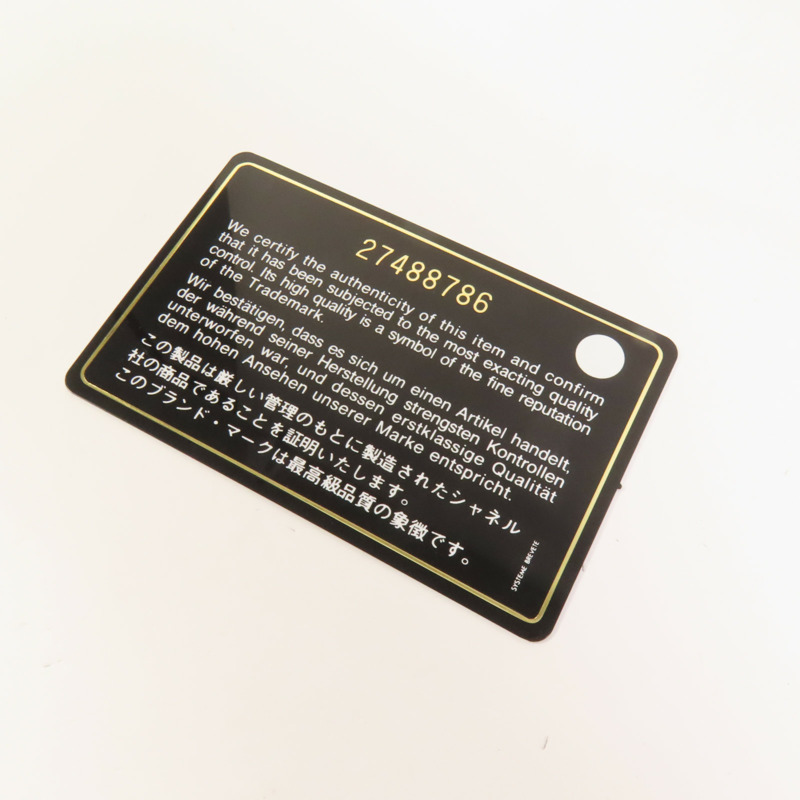 27488786
We certify the authenticity of this item and confirm
that it has been subjected to the most exacting quality
control. Its high quality is a symbol of the fine reputation
of the Trademark.
Wir bestätigen, dass es sich um einen Artikel handelt,
der während seiner Herstellung strengsten Kontrollen
unterworfen war, und dessen erstklassige Qualität
dem hohen Ansehen unserer Marke entspricht.
この製品は厳しい管理のもとに製造されたシャネル
社の商品であることを証明いたします。
このブランド・マークは最高級品質の象徴です。
SYSTEME BREVETE